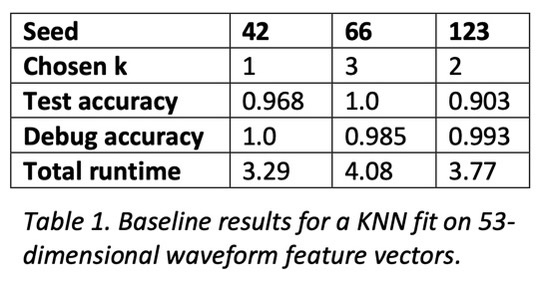 Seed 42 66 123
Chosen k 1 3 2
Test accuracy 0.968 1.0 0.903
Debug accuracy 1.0 0.985 0.993
Total runtime 3.29 4.08 3.77
Table 1. Baseline results for a KNN fit on 53-
dimensional waveform feature vectors.